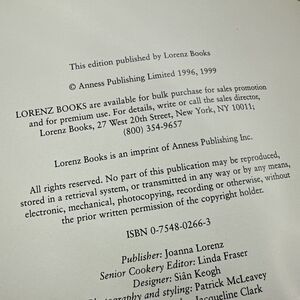 This edition published by Lorenz Books
© Anness Publishing Limited 1996, 1999
LORENZ BOOKS are available for bulk purchase for sales promotion
and for premium use. For details, write or call the sales director,
Lorenz Books, 27 West 20th Street, New York, NY 10011;
(800) 354-9657
Lorenz Books is an imprint of Anness Publishing Inc.
All rights reserved. No part of this publication may be reproduced,
stored in a retrieval system, or transmitted in any way or by any means,
electronic, mechanical, photocopying, recording or otherwise, without
the prior written permission of the copyright holder.
ISBN 0-7548-0266-3
Publisher: Joanna Lorenz
Senior Cookery Editor: Linda Fraser
Designer: Siân Keogh
and styling: Patrick McLeavey
Jacqueline Clark